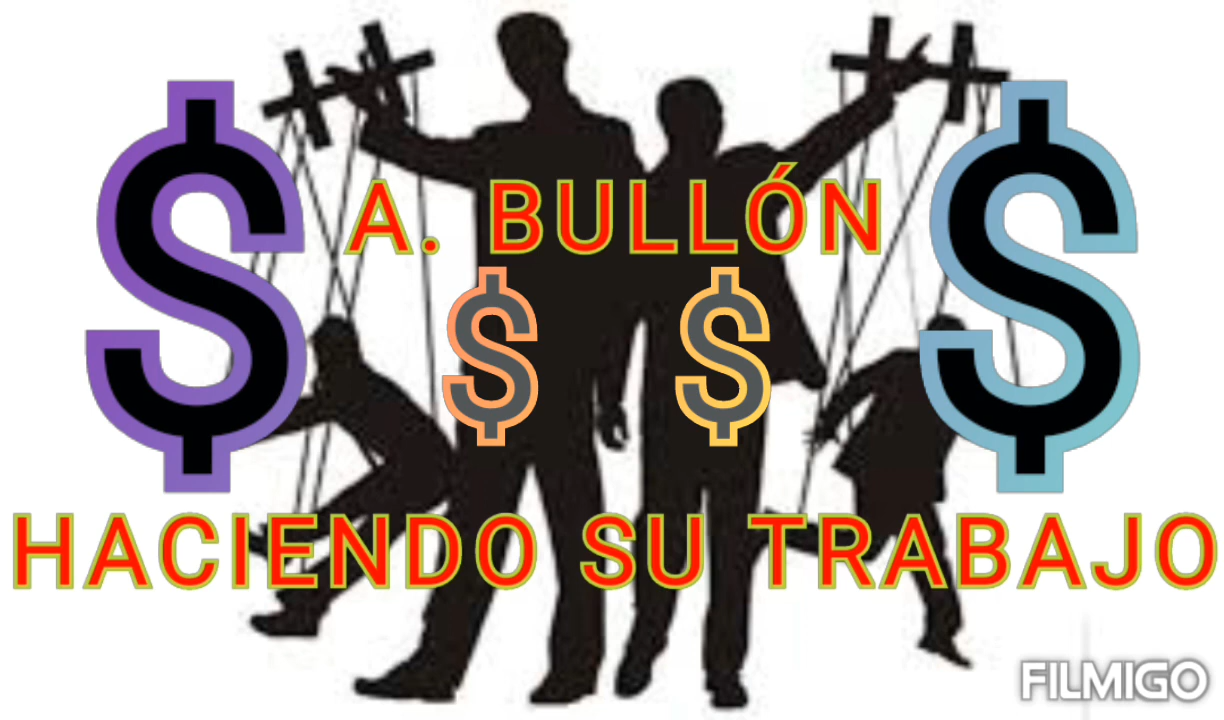 $ $
A. BULLÓN
$ $
HACIENDO SU TRABAJO
FILMIGO